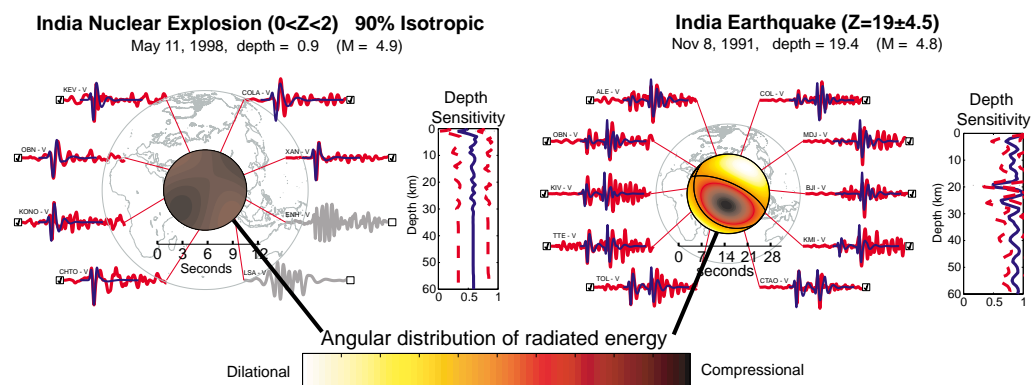 India Nuclear Explosion (0<Z<2) 90% Isotropic
May 11, 1998, depth = 0.9 (M = 4.9)
KEV - V
COLA - V
OBN - V
XAN - V
KONO - V
ENH - V
CHTO - V
LSA - V
0 3 6 9 12
Seconds
Depth
Sensitivity
0
10
20
30
40
50
60
Depth (km)
0 0.5 1
India Earthquake (Z=19±4.5)
Nov 8, 1991, depth = 19.4 (M = 4.8)
ALE - V
COL - V
OBN - V
MDJ - V
KIV - V
BJI - V
TTE - V
KMI - V
TOL - V
CTAO - V
0 7 14 21 28
Seconds
Depth
Sensitivity
0
10
20
30
40
50
60
Depth (km)
0 0.5 1
Angular distribution of radiated energy
Dilational
Compressional